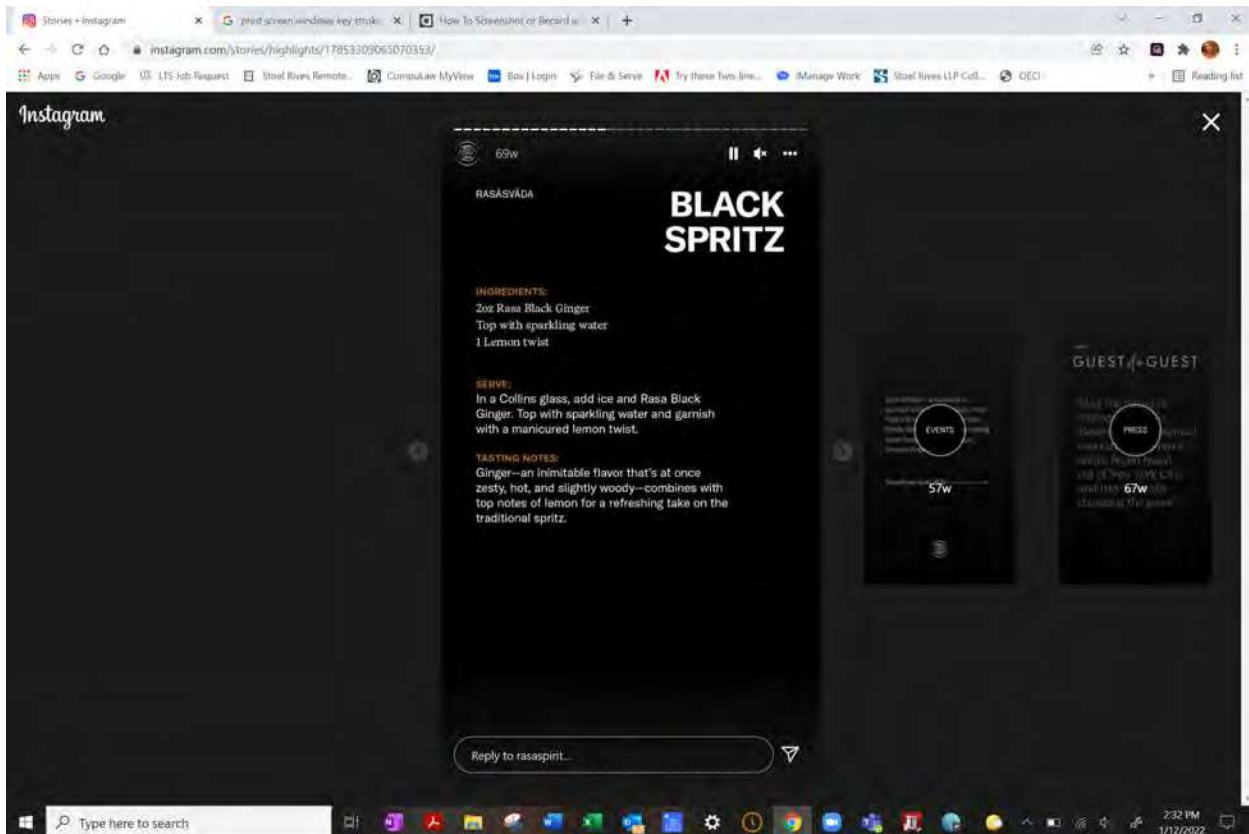 Stories • Instagram
print screen windows key strok
How To Screenshot or Record a
instagram.com/stories/highlights/17853309065070353/
Apps
Google
LTS Job Request
Stoel Rives Remote...
CompuLaw MyView
Box | Login
File & Serve
Try these Two-line...
iManage Work
Stoel Rives LLP Coll...
OECI
Reading list
Instagram
69w
RASĀSVĀDA
BLACK
SPRITZ
INGREDIENTS:
2oz Rasa Black Ginger
Top with sparkling water
1 Lemon twist
SERVE:
In a Collins glass, add ice and Rasa Black
Ginger. Top with sparkling water and garnish
with a manicured lemon twist.
TASTING NOTES:
Ginger—an inimitable flavor that's at once
zesty, hot, and slightly woody—combines with
top notes of lemon for a refreshing take on the
traditional spritz.
Reply to rasaspirit...
EVENTS
57w
GUEST of a GUEST
PRESS
67w
Type here to search
2:32 PM
1/12/2022